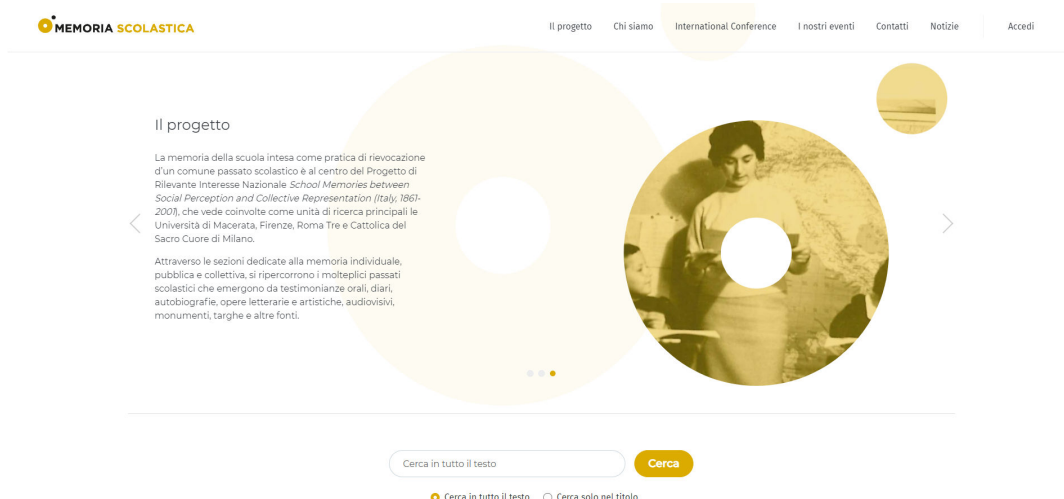 MEMORIA SCOLASTICA
Il progetto
Chi siamo
International Conference
I nostri eventi
Contatti
Notizie
Accedi
Il progetto
La memoria della scuola intesa come pratica di rievocazione
d'un comune passato scolastico è al centro del Progetto di
Rilevante Interesse Nazionale School Memories between
Social Perception and Collective Representation (Italy, 1861-
2001), che vede coinvolte come unità di ricerca principali le
Università di Macerata, Firenze, Roma Tre e Cattolica del
Sacro Cuore di Milano.
Attraverso le sezioni dedicate alla memoria individuale,
pubblica e collettiva, si ripercorrono i molteplici passati
scolastici che emergono da testimonianze orali, diari,
autobiografie, opere letterarie e artistiche, audiovisivi,
monumenti, targhe e altre fonti.
Cerca in tutto il testo
Cerca
Cerca in tutto il testo
Cerca solo nel titolo